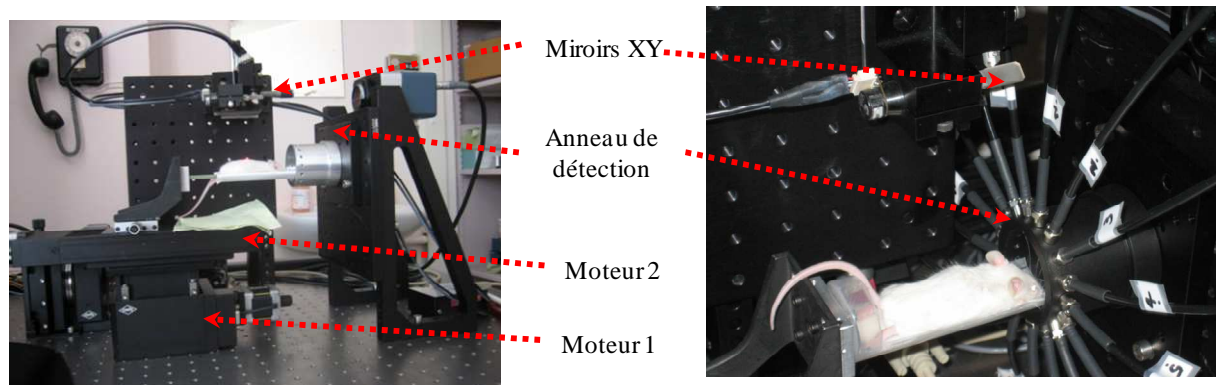 Miroirs XY
Anneau de
détection
Moteur 2
Moteur 1